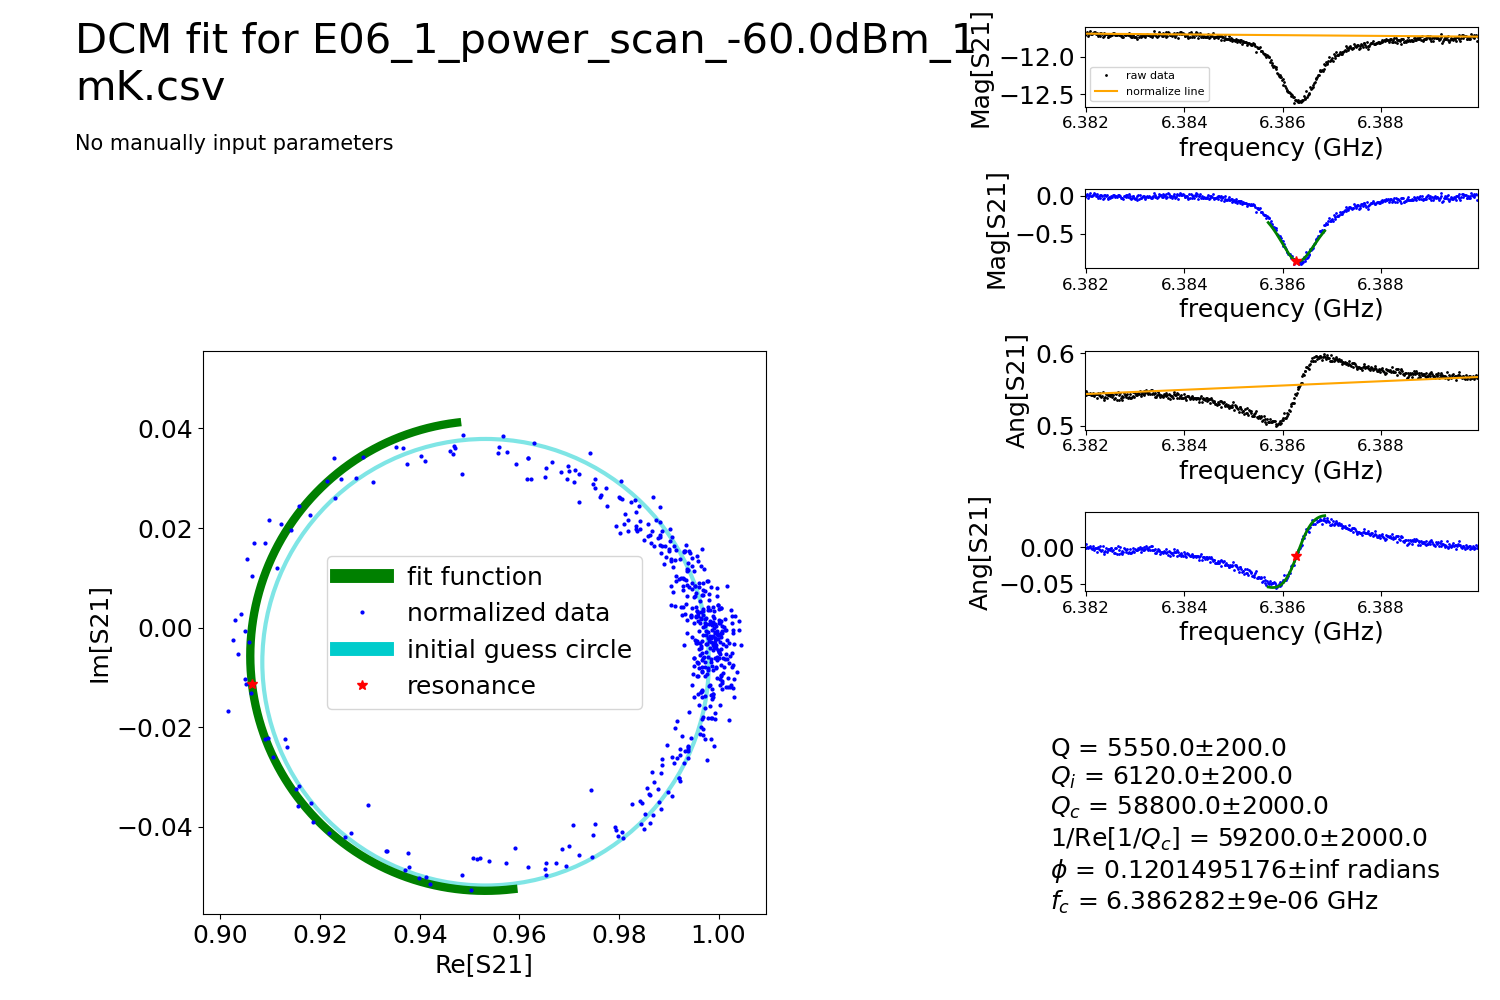 DCM fit for E06_1_power_scan_-60.0dBm_1
mK.csv
No manually input parameters
Mag[S21]
−12.0
−12.5
raw data
normalize line
6.382 6.384 6.386 6.388
frequency (GHz)
Mag[S21]
0.0
−0.5
6.382 6.384 6.386 6.388
frequency (GHz)
Ang[S21]
0.6
0.5
6.382 6.384 6.386 6.388
frequency (GHz)
Ang[S21]
0.00
−0.05
6.382 6.384 6.386 6.388
frequency (GHz)
Im[S21]
0.04
0.02
0.00
−0.02
−0.04
fit function
normalized data
initial guess circle
resonance
0.90 0.92 0.94 0.96 0.98 1.00
Re[S21]
Q = 5550.0±200.0
Qi = 6120.0±200.0
Qc = 58800.0±2000.0
1/Re[1/Qc] = 59200.0±2000.0
ϕ = 0.1201495176±inf radians
fc = 6.386282±9e-06 GHz